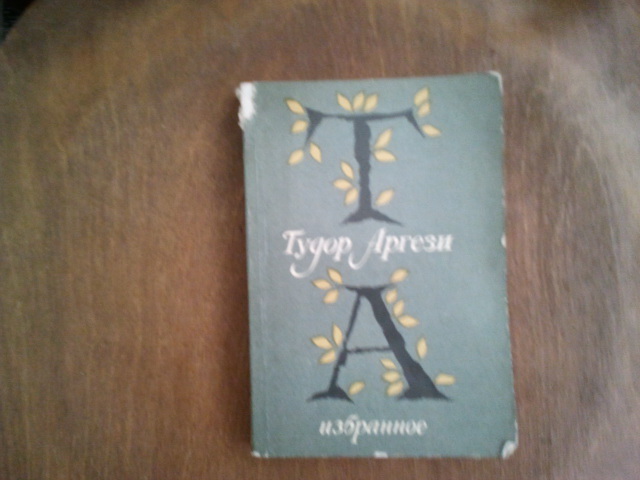 Т
Тудор Аргези
А
избранное